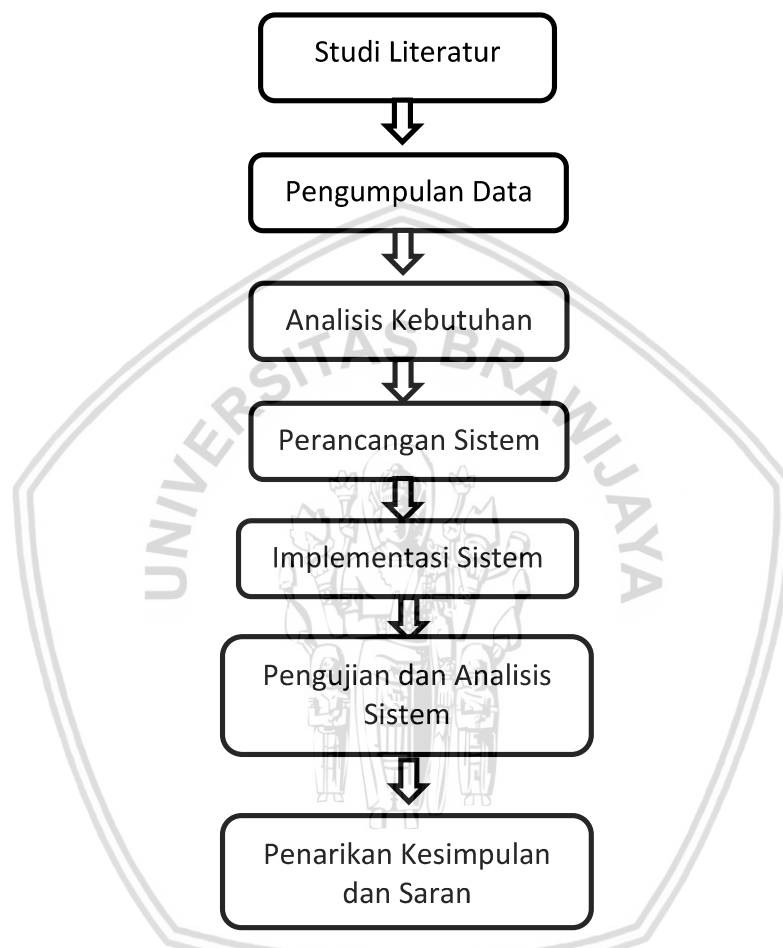 Studi Literatur
Pengumpulan Data
Analisis Kebutuhan
UNIVERSITAS BRAWIJAYA
Perancangan Sistem
Implementasi Sistem
Pengujian dan Analisis
Sistem
Penarikan Kesimpulan
dan Saran